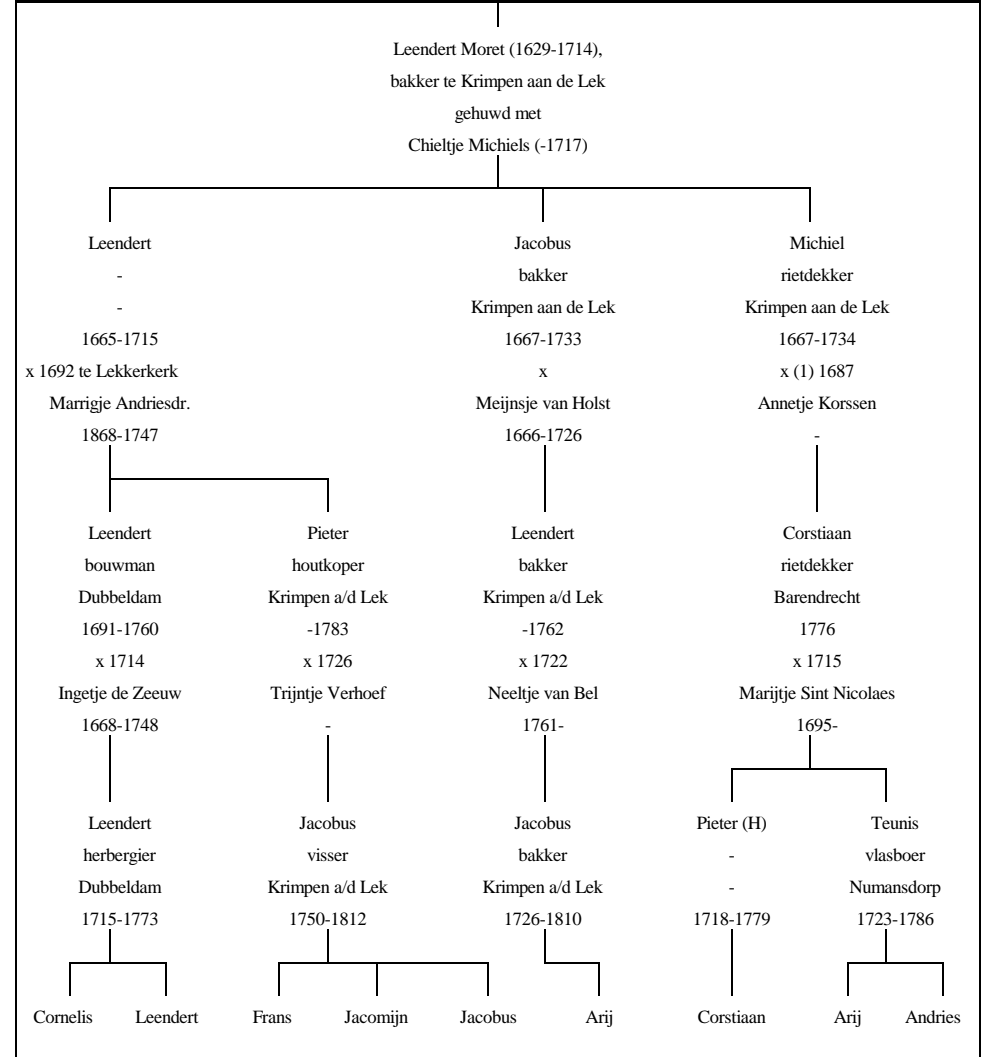 Leendert Moret (1629-1714),
bakker te Krimpen aan de Lek
gehuwd met
Chieltje Michiels (-1717)
Leendert
-
-
1665-1715
x 1692 te Lekkerkerk
Marrigje Andriesdr.
1868-1747
Jacobus
bakker
Krimpen aan de Lek
1667-1733
x
Meijnsje van Holst
1666-1726
Michiel
rietdekker
Krimpen aan de Lek
1667-1734
x (1) 1687
Annetje Korssen
-
Leendert
bouwman
Dubbeldam
1691-1760
x 1714
Ingetje de Zeeuw
1668-1748
Pieter
houtkoper
Krimpen a/d Lek
-1783
x 1726
Trijntje Verhoef
-
Leendert
bakker
Krimpen a/d Lek
-1762
x 1722
Neeltje van Bel
1761-
Corstiaan
rietdekker
Barendrecht
1776
x 1715
Marijtje Sint Nicolaes
1695-
Leendert
herbergier
Dubbeldam
1715-1773
Jacobus
visser
Krimpen a/d Lek
1750-1812
Jacobus
bakker
Krimpen a/d Lek
1726-1810
Pieter (H)
-
-
1718-1779
Teunis
vlasboer
Numansdorp
1723-1786
Cornelis
Leendert
Frans
Jacomijn
Jacobus
Arij
Corstiaan
Arij
Andries